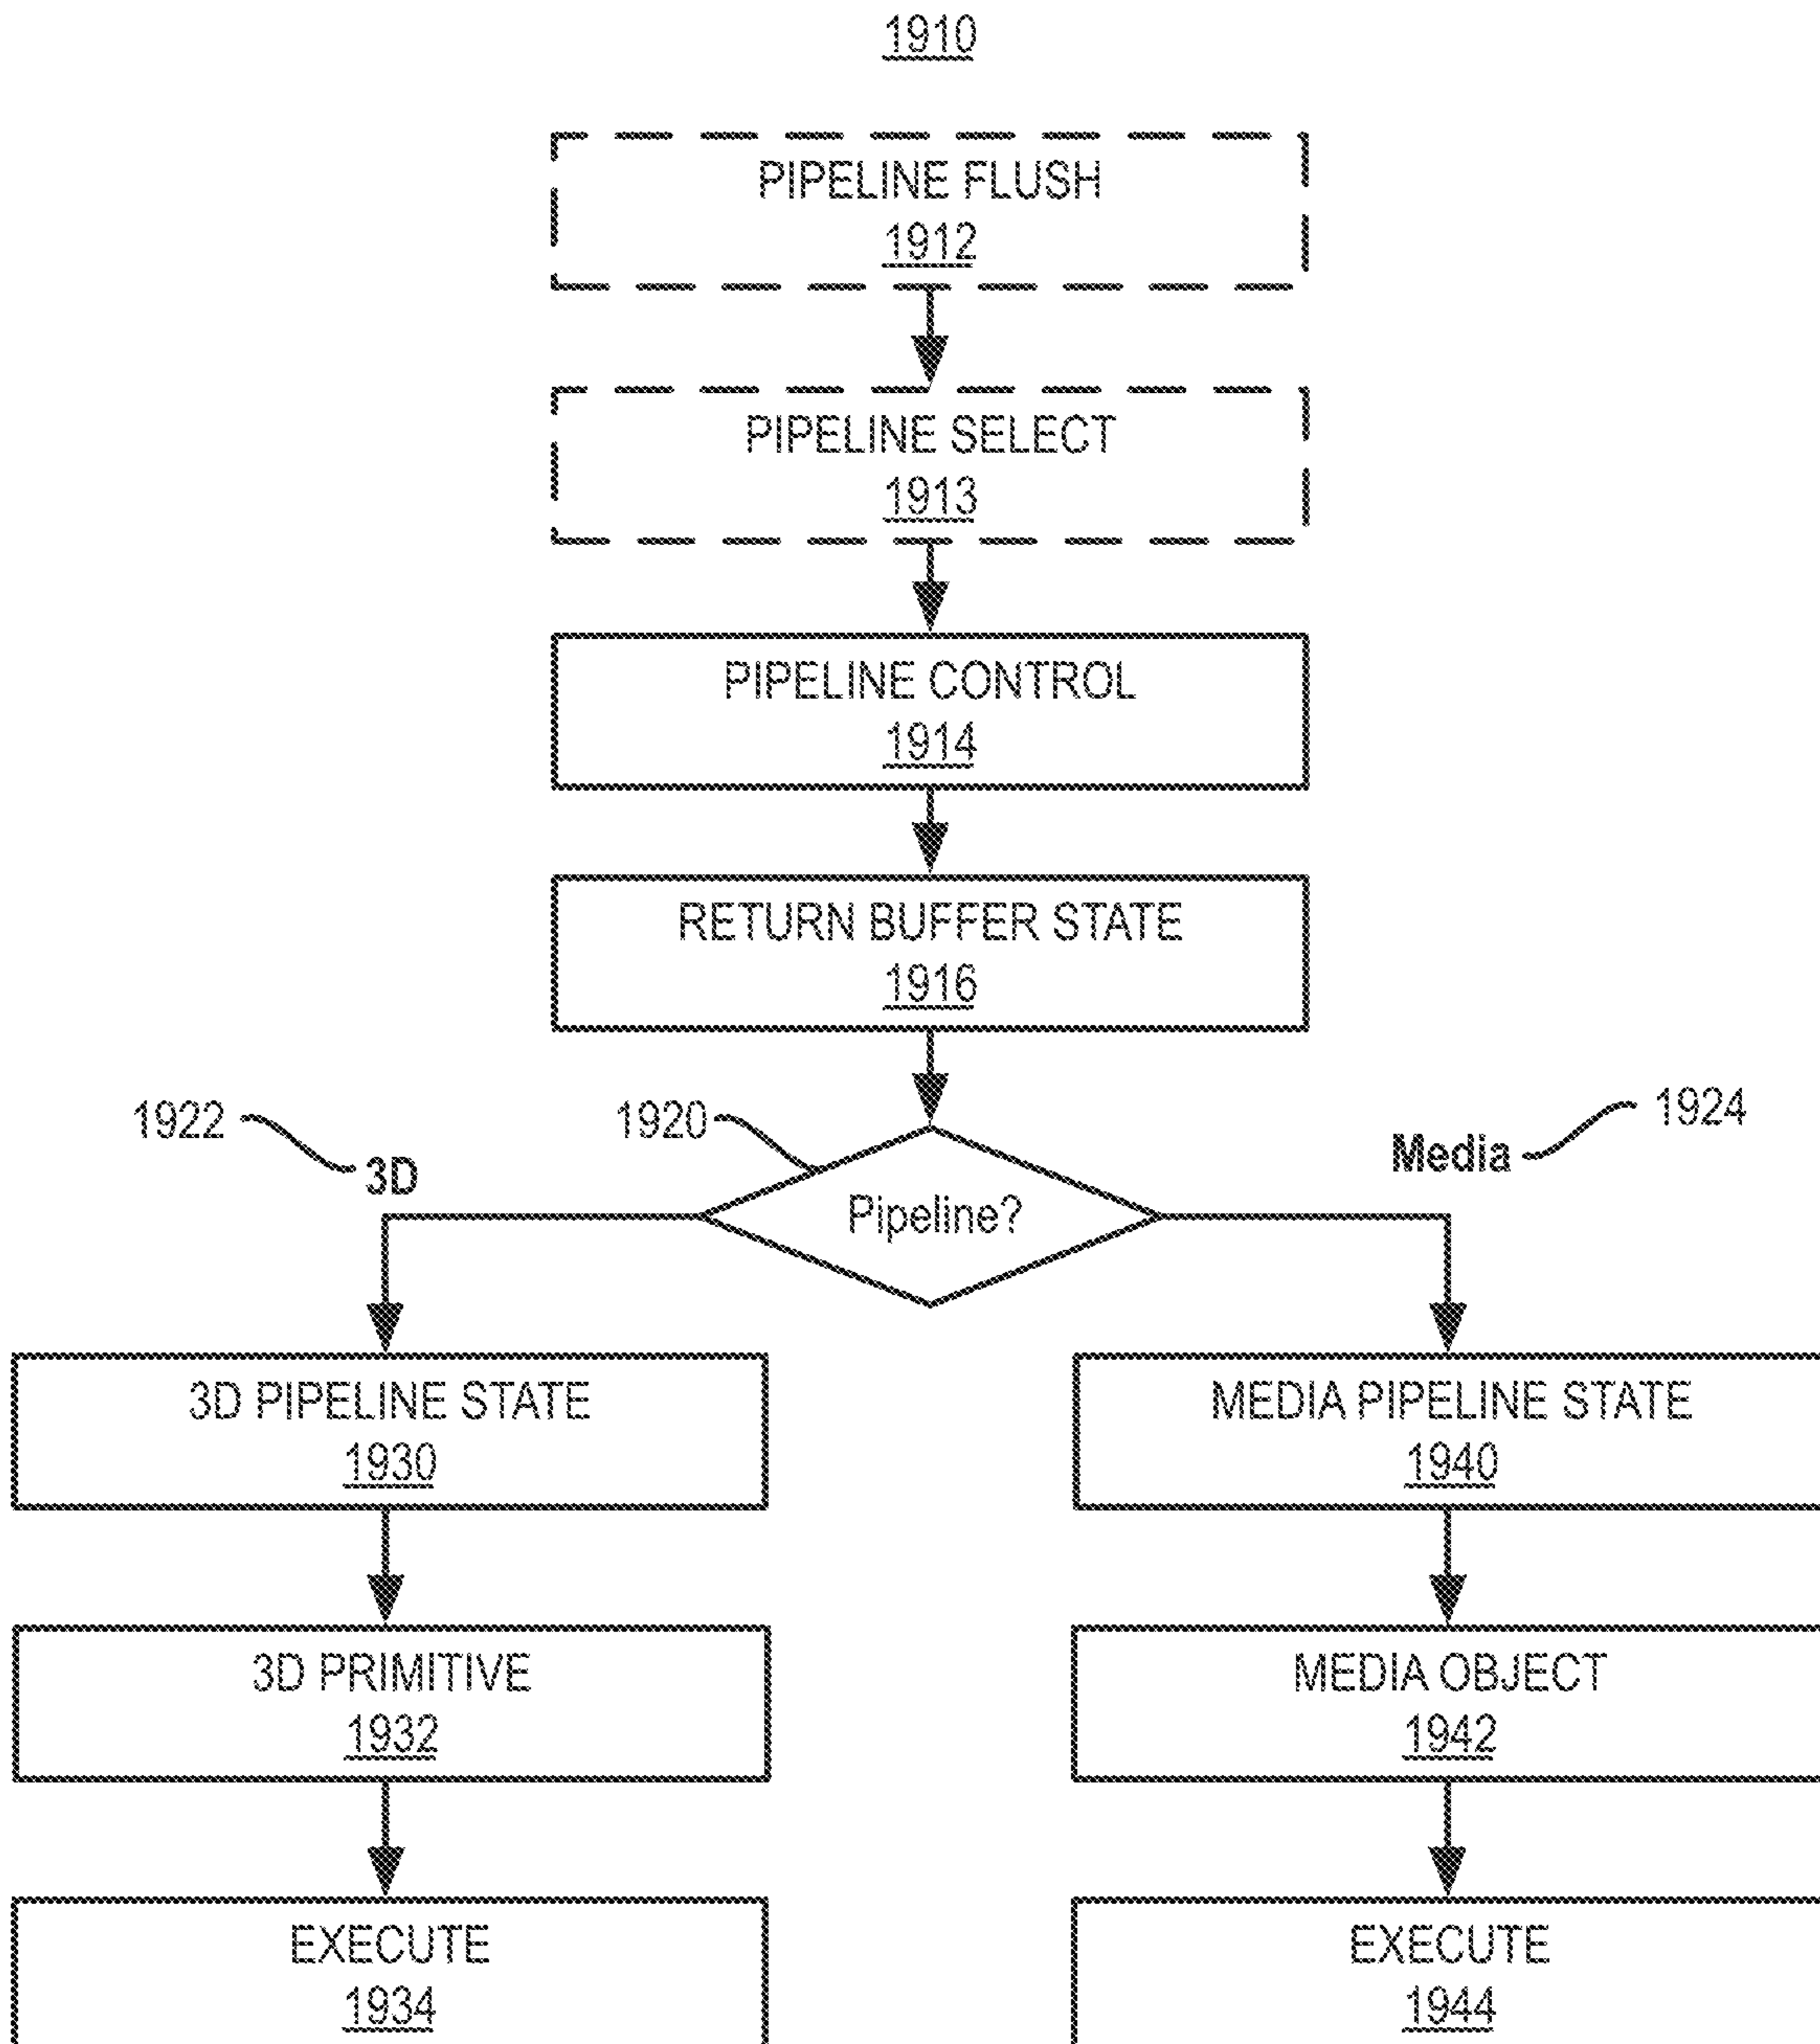 1910
PIPELINE FLUSH
1912
PIPELINE SELECT
1913
PIPELINE CONTROL
1914
RETURN BUFFER STATE
1916
1922
3D
1920
Pipeline?
Media
1924
3D PIPELINE STATE
1930
MEDIA PIPELINE STATE
1940
3D PRIMITIVE
1932
MEDIA OBJECT
1942
EXECUTE
1934
EXECUTE
1944